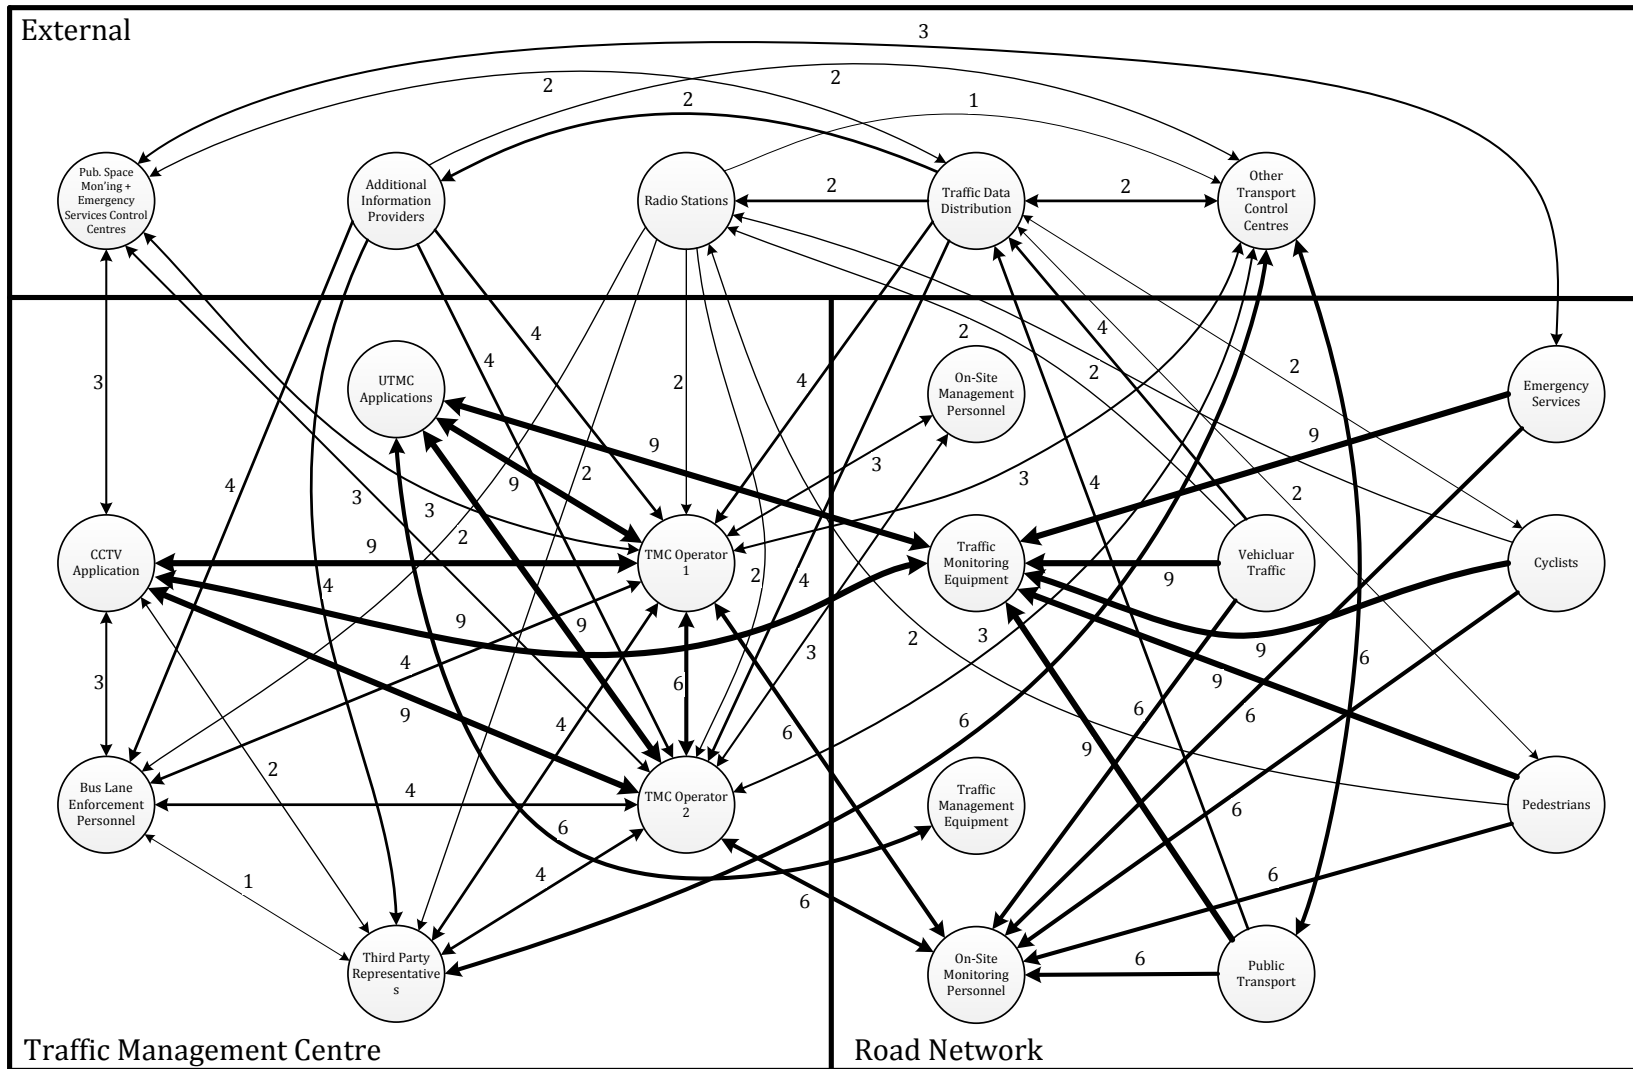 External
3
2
2
2
1
Pub. Space
Mon'ing +
Emergency
Services Control
Centres
Additional
Information
Providers
Radio Stations
2
Traffic Data
Distribution
2
Other
Transport
Control
Centres
4
4
2
4
2
2
3
UTMC
Applications
2
4
On-Site
Management
Personnel
Emergency
Services
9
9
3
2
9
4
3
3
4
3
2
2
CCTV
Application
9
TMC Operator
1
Traffic
Monitoring
Equipment
Vehicluar
Traffic
Cyclists
9
2
4
4
9
9
3
2
3
9
6
4
9
3
6
9
4
6
6
6
6
9
2
4
Bus Lane
Enforcement
Personnel
TMC Operator
2
Traffic
Management
Equipment
Pedestrians
6
6
1
4
6
6
6
Third Party
Representative
s
On-Site
Monitoring
Personnel
Public
Transport
Traffic Management Centre
Road Network